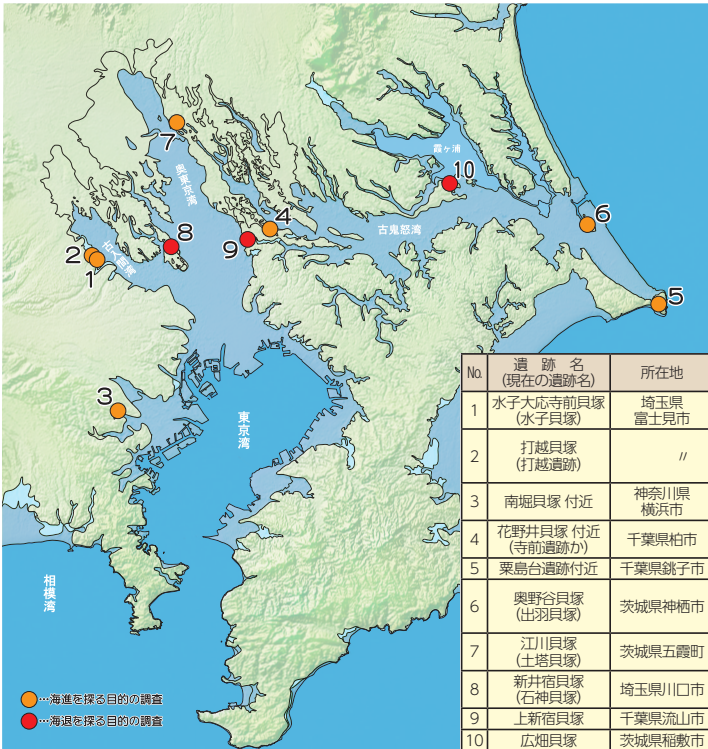 7
奥東京湾
霞ヶ浦
10
6
4
古鬼怒湾
8
9
2
1
古入間湾
5
3
東京湾
相模湾
…海進を探る目的の調査
…海退を探る目的の調査
No. 遺跡名 (現在の遺跡名) 所在地
1 水子大応寺前貝塚 (水子貝塚) 埼玉県 富士見市
2 打越貝塚 (打越遺跡) 〃
3 南堀貝塚 付近 神奈川県 横浜市
4 花野井貝塚 付近 (寺前遺跡か) 千葉県柏市
5 粟島台遺跡付近 千葉県銚子市
6 奥野谷貝塚 (出羽貝塚) 茨城県神栖市
7 江川貝塚 (土塔貝塚) 茨城県五霞町
8 新井宿貝塚 (石神貝塚) 埼玉県川口市
9 上新宿貝塚 千葉県流山市
10 広畑貝塚 茨城県稲敷市